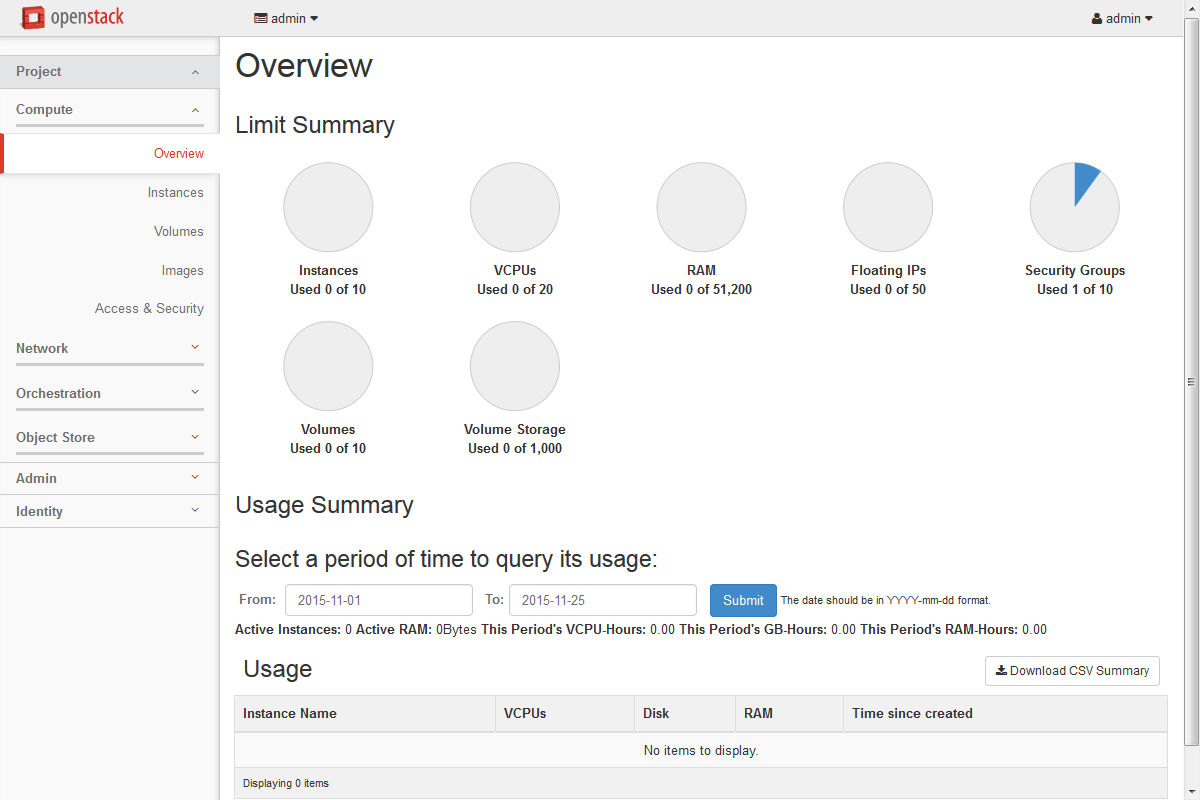 openstack
admin
admin
Project
Compute
Overview
Instances
Volumes
Images
Access & Security
Network
Orchestration
Object Store
Admin
Identity
Overview
Limit Summary
Instances
Used 0 of 10
VCPUs
Used 0 of 20
RAM
Used 0 of 51,200
Floating IPs
Used 0 of 50
Security Groups
Used 1 of 10
Volumes
Used 0 of 10
Volume Storage
Used 0 of 1,000
Usage Summary
Select a period of time to query its usage:
From: 2015-11-01 To: 2015-11-25 Submit The date should be in YYYY-mm-dd format.
Active Instances: 0 Active RAM: 0Bytes This Period's VCPU-Hours: 0.00 This Period's GB-Hours: 0.00 This Period's RAM-Hours: 0.00
Usage
Download CSV Summary
Instance Name VCPUs Disk RAM Time since created
No items to display.
Displaying 0 items